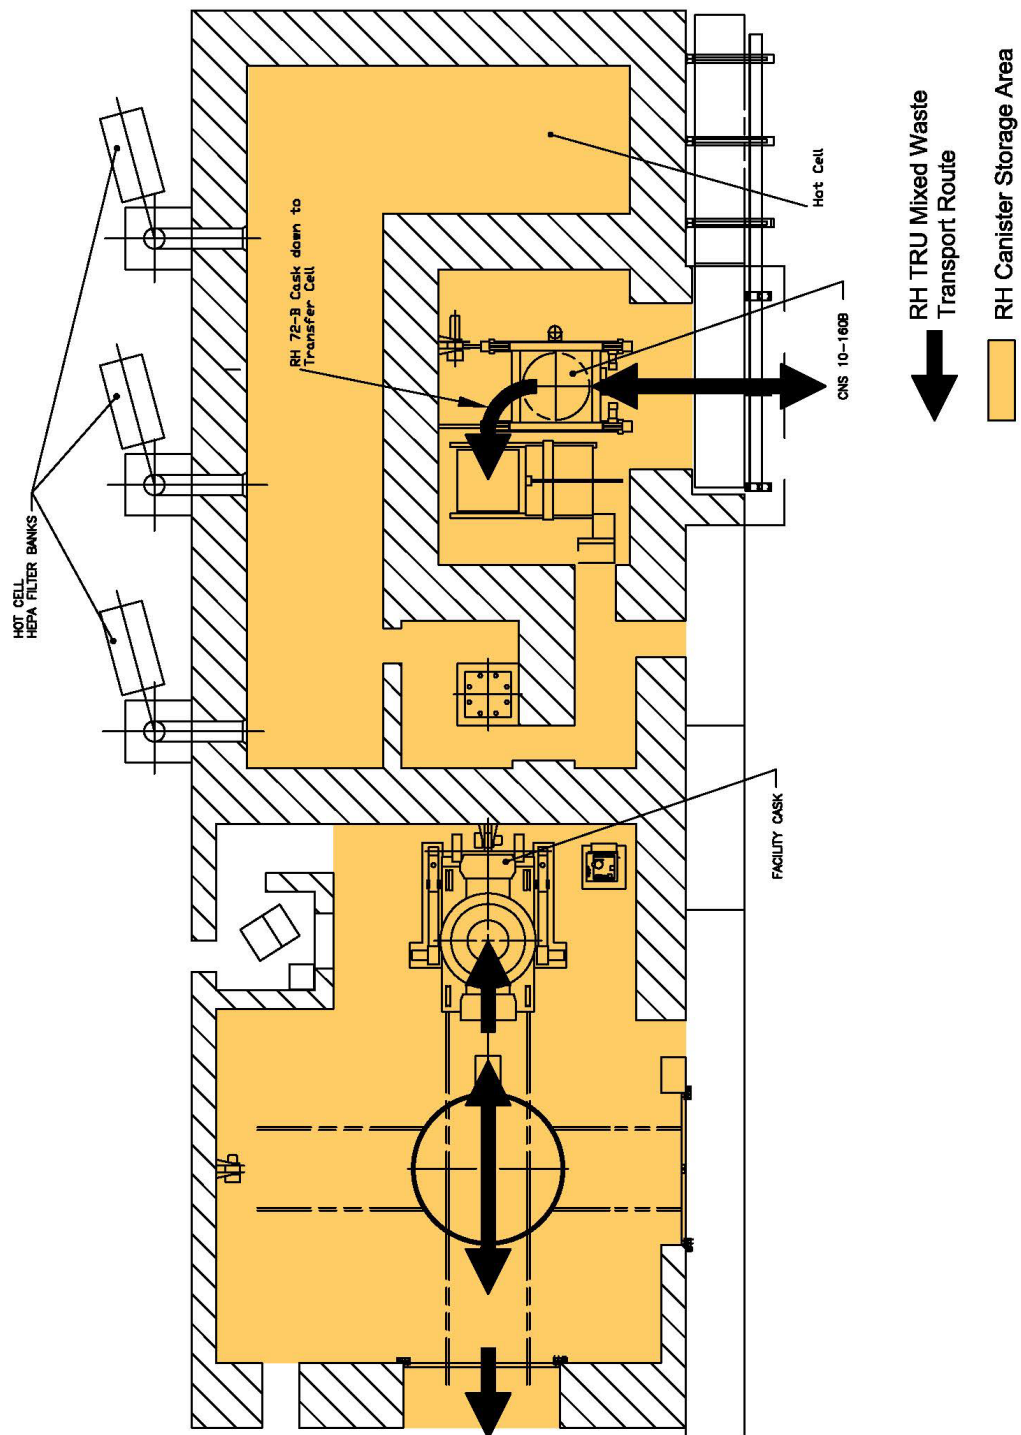 HOT CELL
HEPA FILTER BANKS
RH 72-B Cask down to
Transfer Cell
Hot Cell
CNS 10-160B
FACILITY CASK
RH TRU Mixed Waste
Transport Route
RH Canister Storage Area